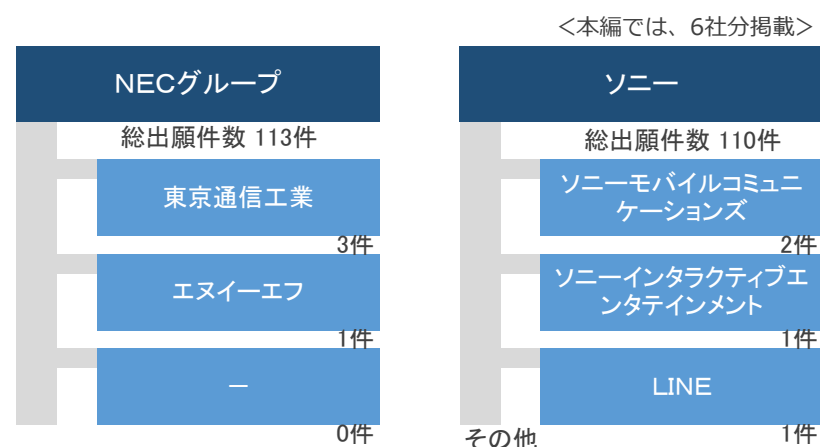 <本編では、6社分掲載>
NECグループ
総出願件数 113件
東京通信工業
3件
エヌイーエフ
1件
―
0件
ソニー
総出願件数 110件
ソニーモバイルコミュニ
ケーションズ
2件
ソニーインタラクティブエ
ンタテインメント
1件
LINE
1件
その他